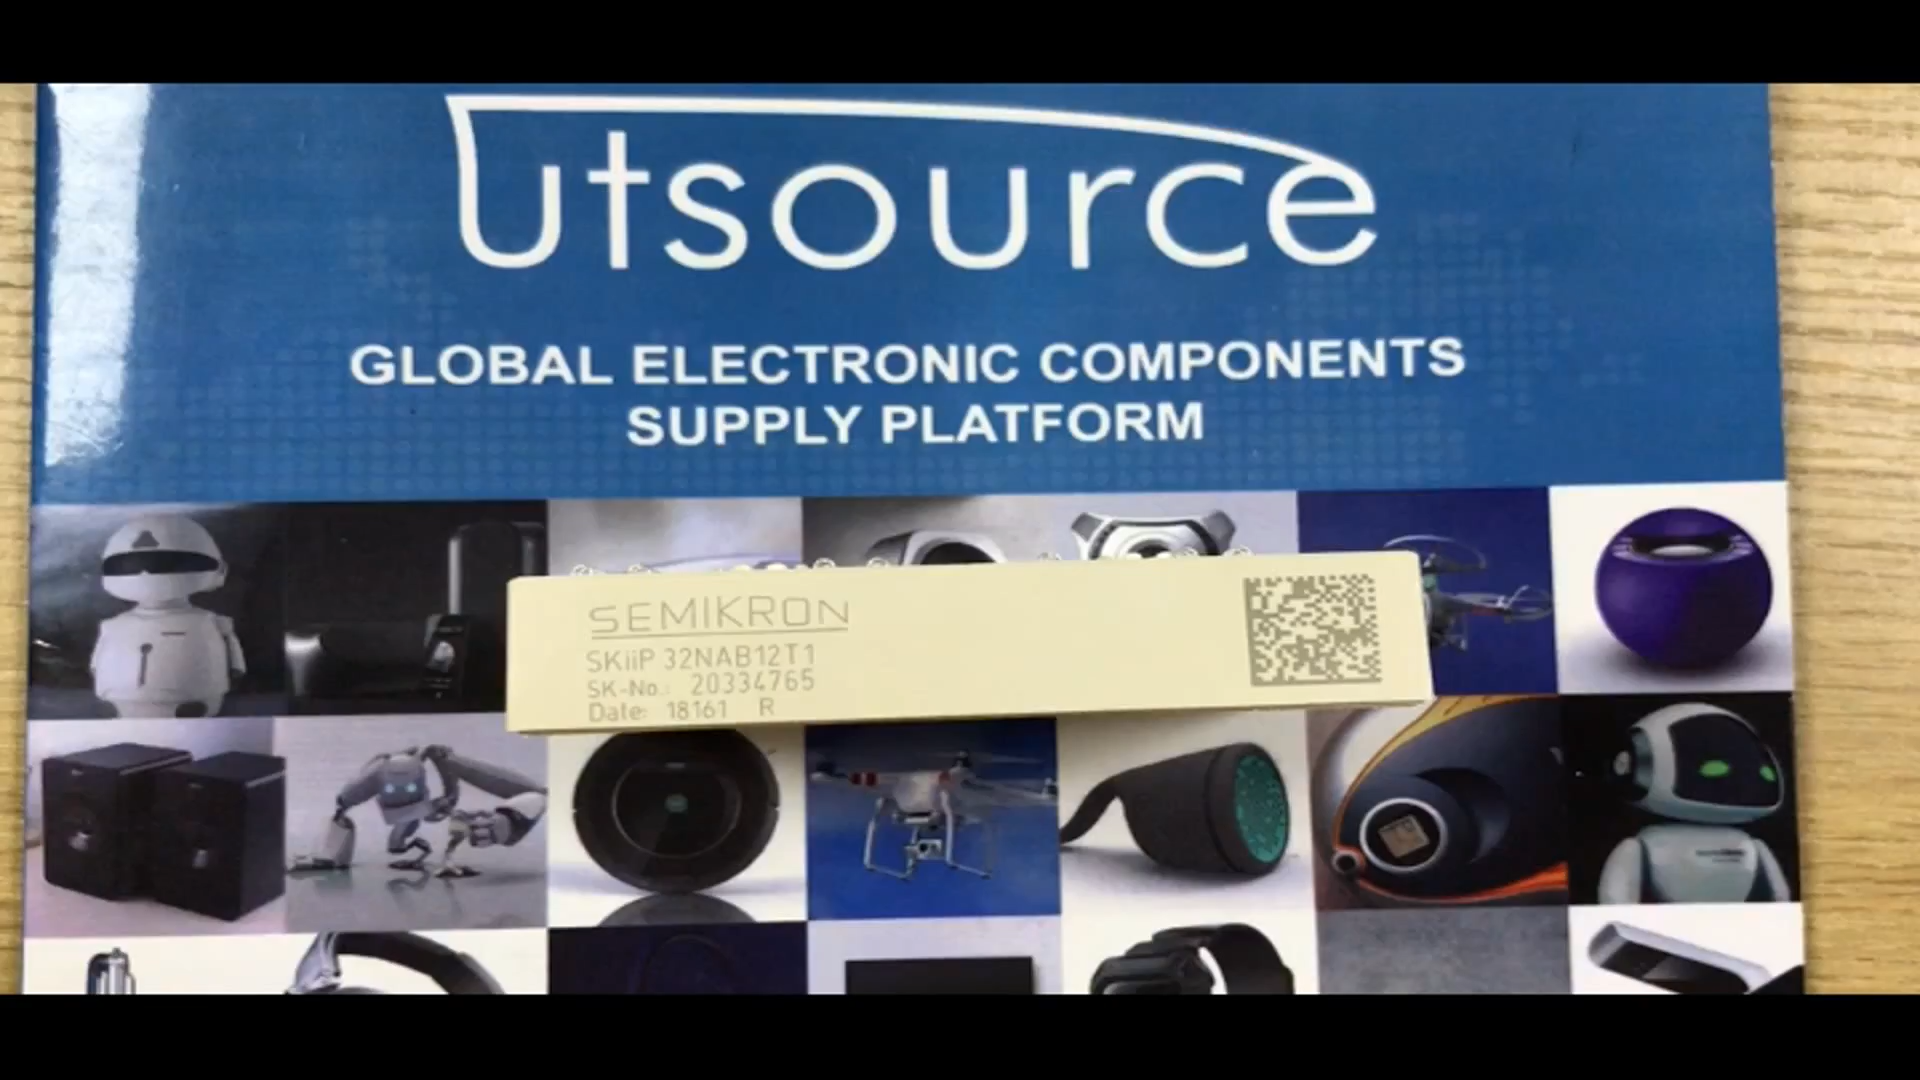 Utsource
GLOBAL ELECTRONIC COMPONENTS
SUPPLY PLATFORM
SEMIKRON
SKiiP 32NAB12T1
SK-No.: 20334765
Date: 18161 R